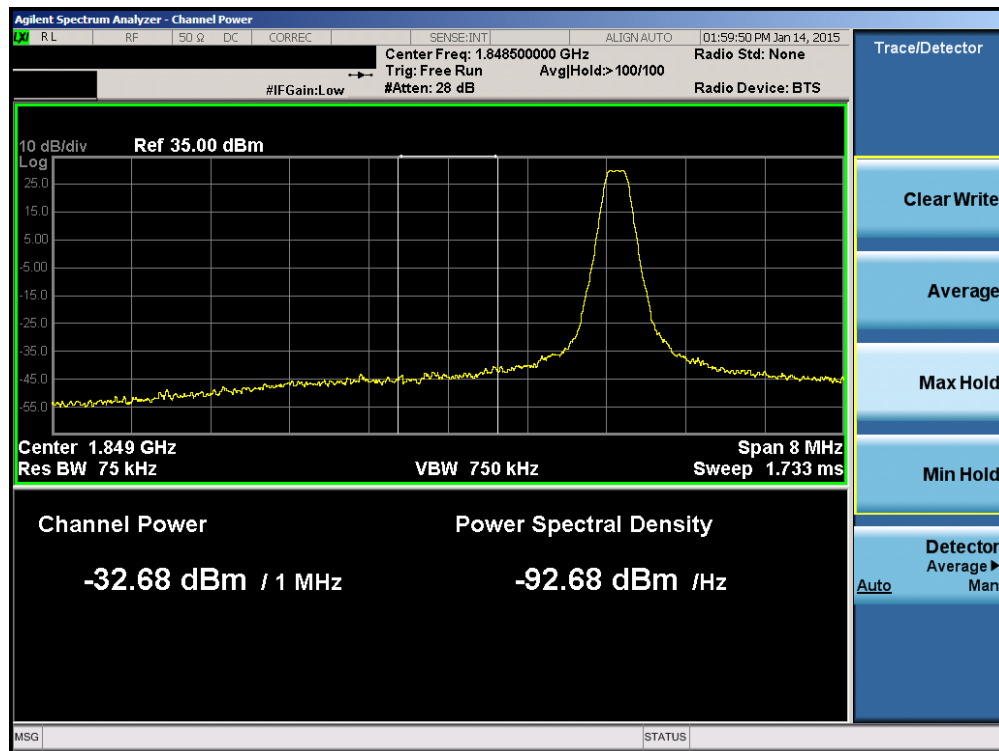 Agilent Spectrum Analyzer - Channel Power
LXI RL RF 50 Ω DC CORREC SENSE:INT ALIGN AUTO 01:59:50 PM Jan 14, 2015
Center Freq: 1.848500000 GHz Radio Std: None
Trig: Free Run Avg|Hold:>100/100
#IFGain:Low #Atten: 28 dB Radio Device: BTS
10 dB/div Ref 35.00 dBm
Log
25.0
15.0
5.00
-5.00
-15.0
-25.0
-35.0
-45.0
-55.0
Center 1.849 GHz Span 8 MHz
Res BW 75 kHz VBW 750 kHz Sweep 1.733 ms
Channel Power Power Spectral Density
-32.68 dBm / 1 MHz -92.68 dBm /Hz
MSG STATUS
Trace/Detector
Clear Write
Average
Max Hold
Min Hold
Detector
Average▶
Auto Man